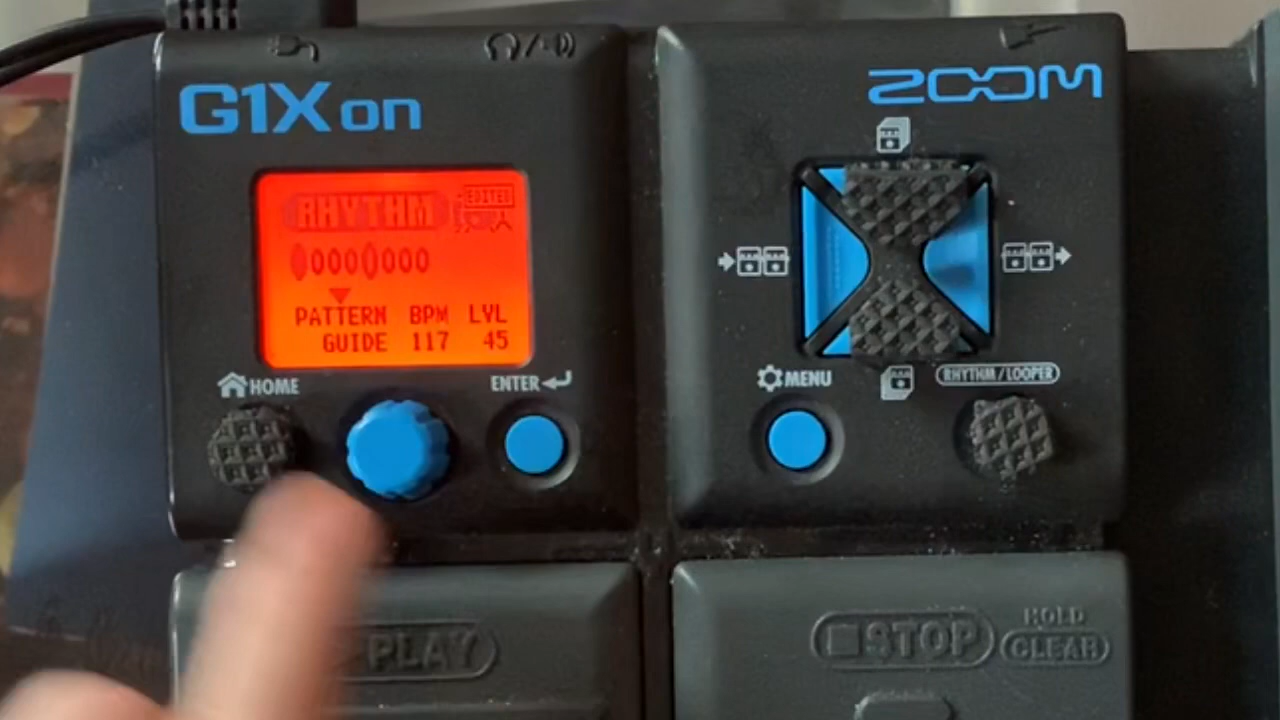 G1X on
ZOOM
RHYTHM EDITED
PATTERN BPM LVL
GUIDE 117 45
HOME
ENTER
MENU
RHYTHM/LOOPER
PLAY
STOP
HOLD
CLEAR